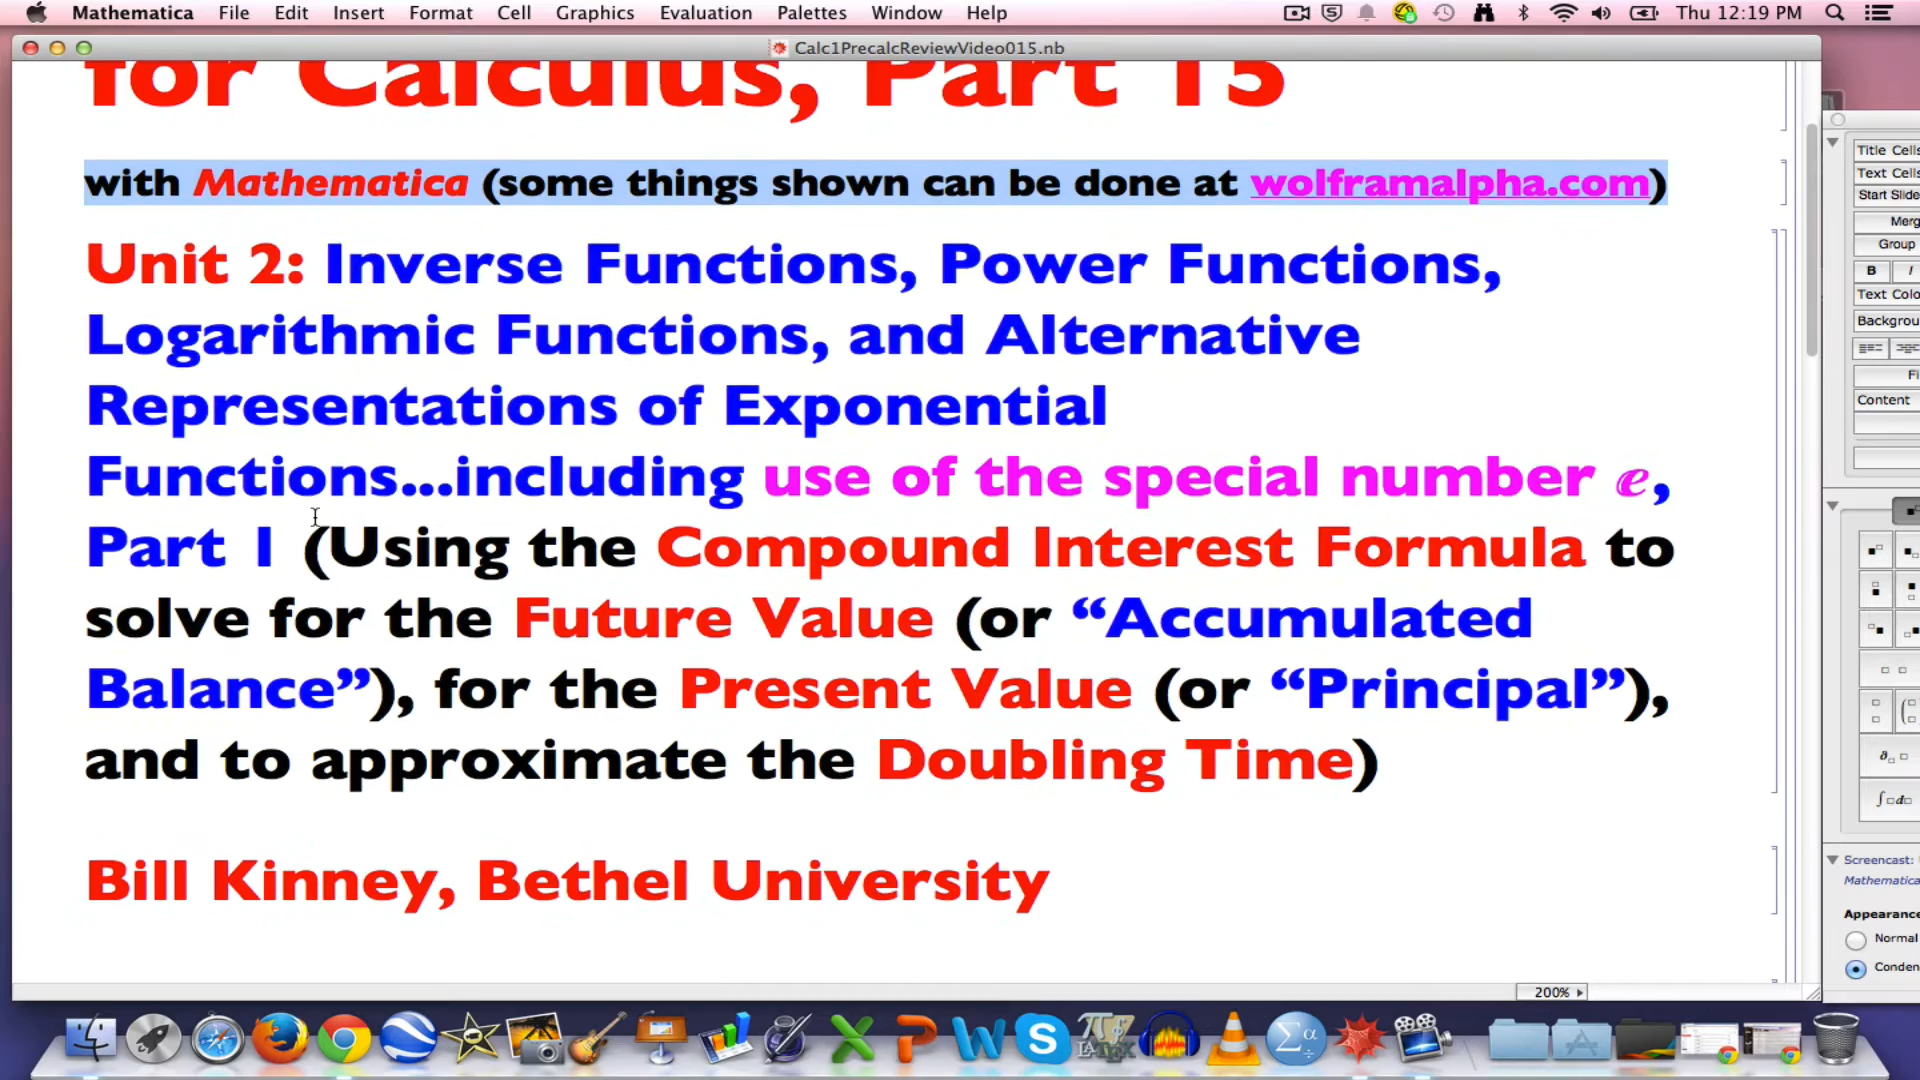 Mathematica File Edit Insert Format Cell Graphics Evaluation Palettes Window Help Thu 12:19 PM
Calc1PrecalcReviewVideo015.nb
for Calculus, Part 15
with Mathematica (some things shown can be done at wolframalpha.com)
Unit 2: Inverse Functions, Power Functions,
Logarithmic Functions, and Alternative
Representations of Exponential
Functions...including use of the special number e,
Part 1 (Using the Compound Interest Formula to
solve for the Future Value (or “Accumulated
Balance”), for the Present Value (or “Principal”),
and to approximate the Doubling Time)
Bill Kinney, Bethel University
200%
Title Cells
Text Cells
Start Slide
Merg
Group
B I
Text Colo
Backgrou
Fi
Content
∂
∫ d
Screencast:
Mathematica
Appearance
Normal
Conden
LATEX
Σα